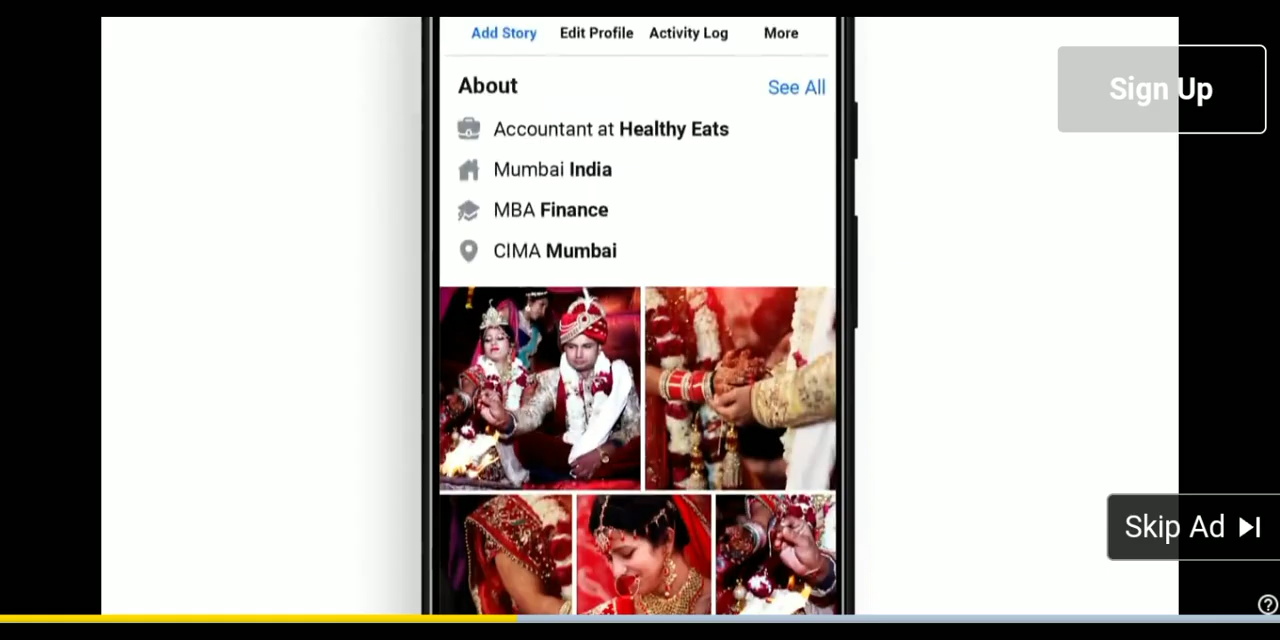 Add Story Edit Profile Activity Log More
Sign Up
About See All
Accountant at Healthy Eats
Mumbai India
MBA Finance
CIMA Mumbai
Skip Ad
?